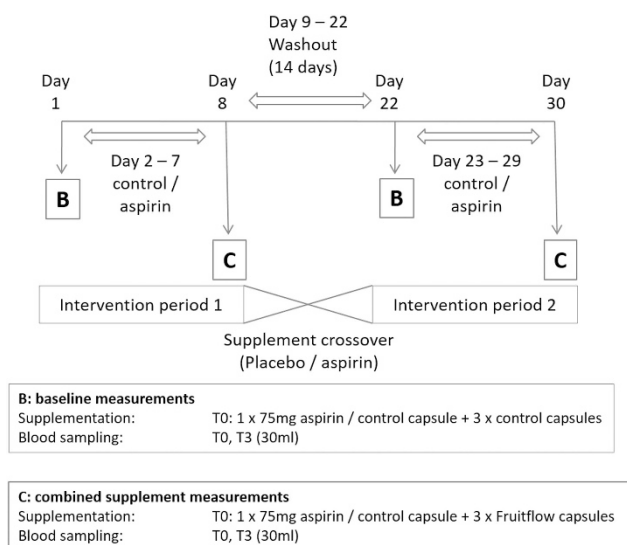 Day 9 – 22
Washout
(14 days)
Day
1
Day
8
Day
22
Day
30
Day 2 – 7
control /
aspirin
Day 23 – 29
control /
aspirin
B
B
C
C
Intervention period 1
Intervention period 2
Supplement crossover
(Placebo / aspirin)
B: baseline measurements
Supplementation: T0: 1 x 75mg aspirin / control capsule + 3 x control capsules
Blood sampling: T0, T3 (30ml)
C: combined supplement measurements
Supplementation: T0: 1 x 75mg aspirin / control capsule + 3 x Fruitflow capsules
Blood sampling: T0, T3 (30ml)